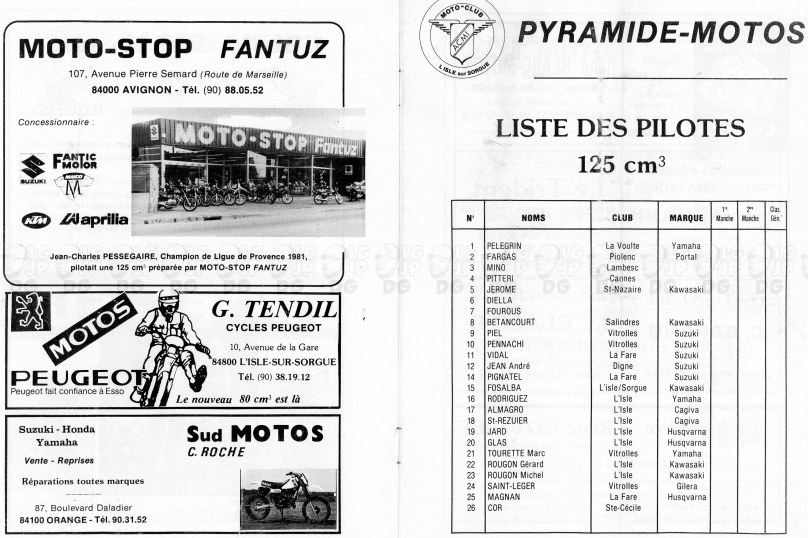 MOTO-STOP FANTUZ
107, Avenue Pierre Semard (Route de Marseille)
84000 AVIGNON - Tél. (90) 88.05.52
Concessionnaire :
SUZUKI
FANTIC MOTOR
MAICO
M
KTM
aprilia
MOTO-STOP Fantuz
Jean-Charles PESSEGAIRE, Champion de Ligue de Provence 1981,
pilotait une 125 cm³ préparée par MOTO-STOP FANTUZ
MOTOS
PEUGEOT
Peugeot fait confiance à Esso
G. TENDIL
CYCLES PEUGEOT
10, Avenue de la Gare
84800 L'ISLE-SUR-SORGUE
Tél. (90) 38.19.12
Le nouveau 80 cm³ est là
Suzuki - Honda
Yamaha
Vente - Reprises
Réparations toutes marques
87, Boulevard Daladier
84100 ORANGE - Tél. 90.31.52
Sud MOTOS
C. ROCHE
MOTO-CLUB
ACMI
L'ISLE sur SORGUE
PYRAMIDE-MOTOS
LISTE DES PILOTES
125 cm³
N° NOMS CLUB MARQUE 1re Manche 2me Manche Clas. Gén.
1 PELEGRIN La Voulte Yamaha
2 FARGAS Piolenc Portal
3 MINO Lambesc
4 PITTERI Cannes
5 JEROME St-Nazaire Kawasaki
6 DIELLA
7 FOUROUS
8 BETANCOURT Salindres Kawasaki
9 PIEL Vitrolles Suzuki
10 PENNACHI Vitrolles Suzuki
11 VIDAL La Fare Suzuki
12 JEAN André Digne Suzuki
14 PIGNATEL La Fare Suzuki
15 FOSALBA L'isle/Sorgue Kawasaki
16 RODRIGUEZ L'Isle Yamaha
17 ALMAGRO L'Isle Cagiva
18 St-REZUIER L'Isle Cagiva
19 JARD L'Isle Husqvarna
20 GLAS L'Isle Husqvarna
21 TOURETTE Marc Vitrolles Yamaha
22 ROUGON Gérard L'Isle Kawasaki
23 ROUGON Michel L'Isle Kawasaki
24 SAINT-LEGER Vitrolles Gilera
25 MAGNAN La Fare Husqvarna
26 COR Ste-Cécile